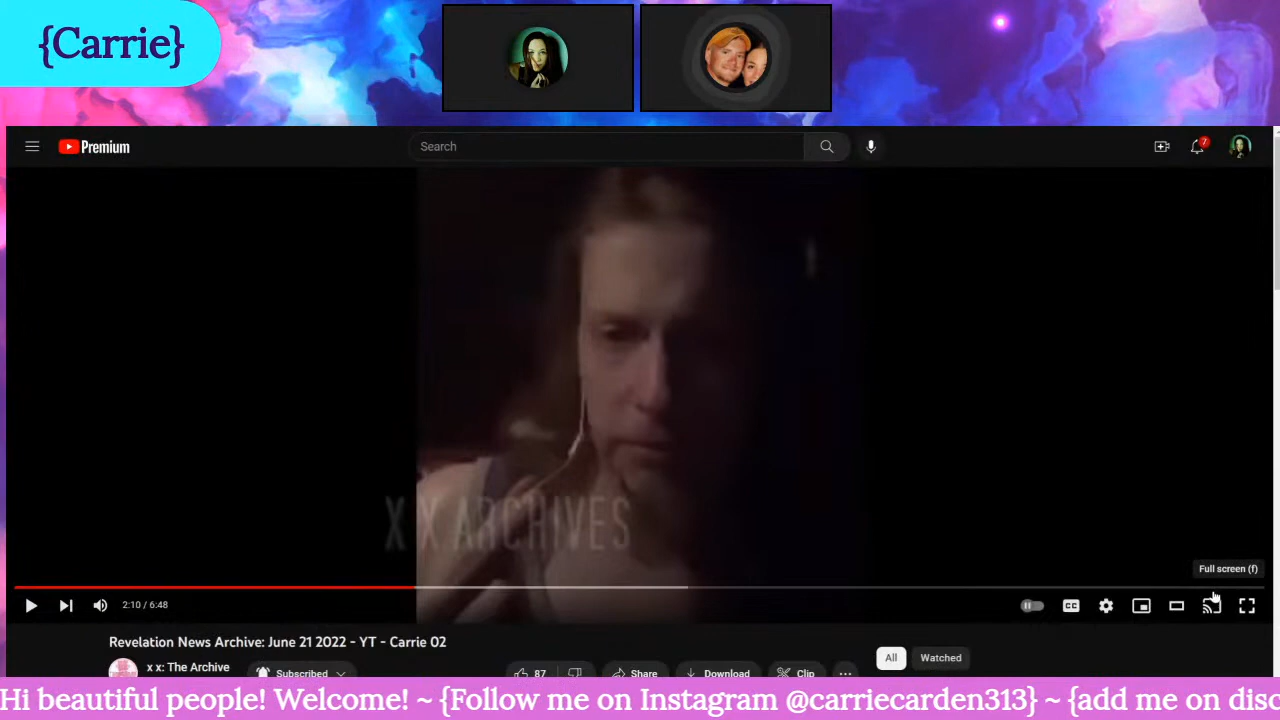 {Carrie}
Premium
Search
7
X X ARCHIVES
Full screen (f)
2:10 / 6:48
CC
Revelation News Archive: June 21 2022 - YT - Carrie 02
All
Watched
x x: The Archive
Subscribed
87
Share
Download
Clip
Hi beautiful people! Welcome! ~ {Follow me on Instagram @carriecarden313} ~ {add me on disc